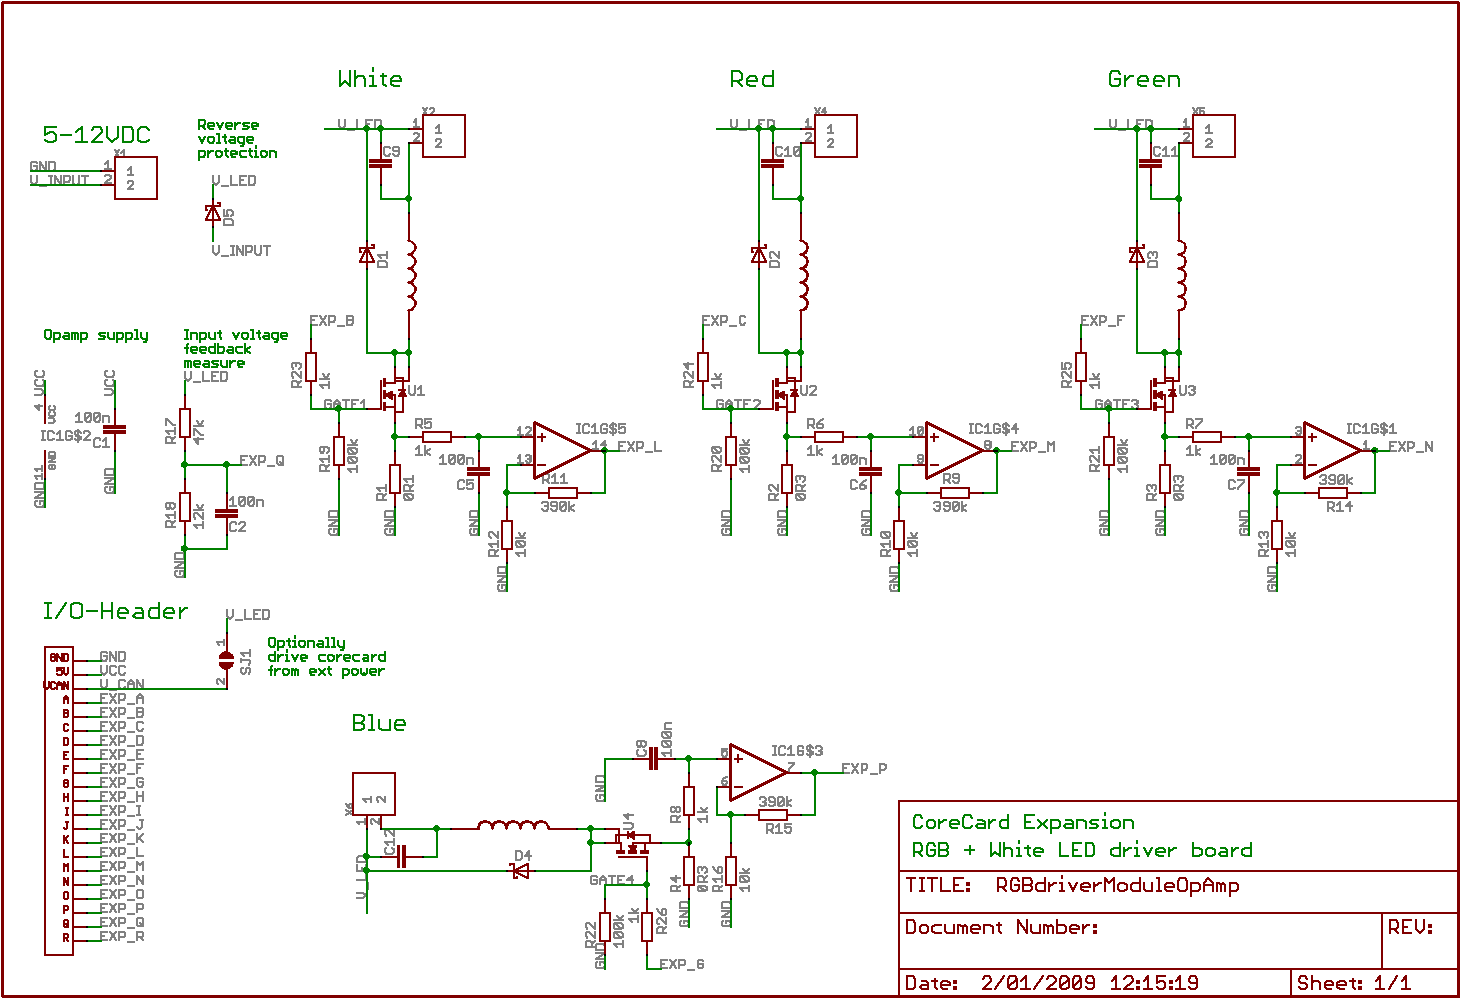 White
Red
Green
5-12VDC
GND
V_INPUT
X1
1
2
1
2
Reverse
voltage
protection
V_LED
D5
V_INPUT
V_LED
X2
1
2
1
2
C9
D1
EXP_B
R23
1k
GATE1
U1
R19
100k
GND
R1
0R1
GND
R5
1k
100n
C5
GND
12
13
14
IC1G$5
EXP_L
R11
390k
R12
10k
GND
V_LED
X4
1
2
1
2
C10
D2
EXP_C
R24
1k
GATE2
U2
R20
100k
GND
R2
0R3
GND
R6
1k
100n
C6
GND
10
9
8
IC1G$4
EXP_M
R9
390k
R10
10k
GND
V_LED
X5
1
2
1
2
C11
D3
EXP_F
R25
1k
GATE3
U3
R21
100k
GND
R3
0R3
GND
R7
1k
100n
C7
GND
3
2
1
IC1G$1
EXP_N
390k
R14
R13
10k
GND
Opamp supply
VCC
4
VCC
IC1G$2
GND
11
GND
VCC
100n
C1
GND
Input voltage
feedback
measure
V_LED
R17
47k
EXP_Q
R18
12k
100n
C2
GND
I/O-Header
GND GND
5V VCC
VCAN V_CAN
A EXP_A
B EXP_B
C EXP_C
D EXP_D
E EXP_E
F EXP_F
G EXP_G
H EXP_H
I EXP_I
J EXP_J
K EXP_K
L EXP_L
M EXP_M
N EXP_N
O EXP_O
P EXP_P
Q EXP_Q
R EXP_R
V_LED
1
SJ1
2
Optionally
drive corecard
from ext power
Blue
X6
1
2
1
2
V_LED
C12
D4
U4
GATE4
R22
100k
GND
1k
R26
EXP_G
GND
C8
100n
R8
1k
R4
0R3
GND
5
6
7
IC1G$3
EXP_P
390k
R15
R16
10k
GND
CoreCard Expansion
RGB + White LED driver board
TITLE: RGBdriverModuleOpAmp
Document Number:
REV:
Date: 2/01/2009 12:15:19
Sheet: 1/1